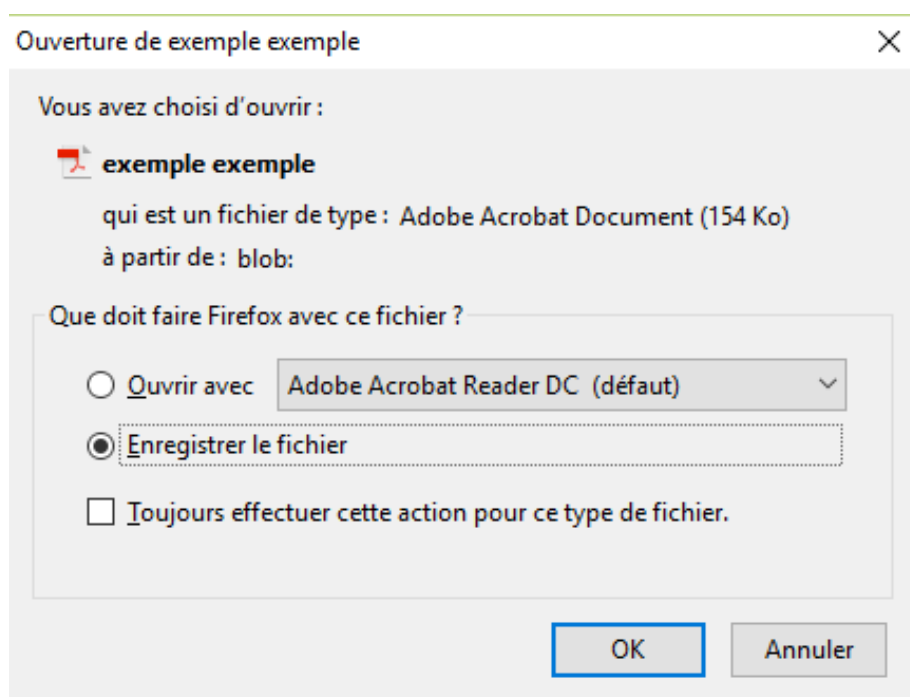 Ouverture de exemple exemple
Vous avez choisi d'ouvrir :
exemple exemple
qui est un fichier de type : Adobe Acrobat Document (154 Ko)
à partir de : blob:
Que doit faire Firefox avec ce fichier ?
Ouvrir avec Adobe Acrobat Reader DC (défaut)
Enregistrer le fichier
Toujours effectuer cette action pour ce type de fichier.
OK Annuler